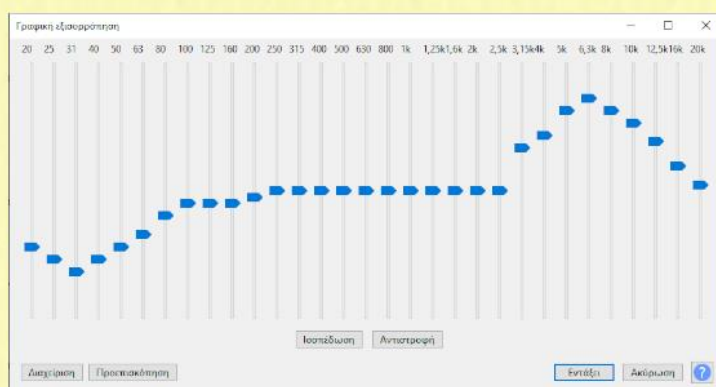 Γραφική εξισορρόπηση
20 25 31 40 50 63 80 100 125 160 200 250 315 400 500 630 800 1k 1,25k 1,6k 2k 2,5k 3,15k 4k 5k 6,3k 8k 10k 12,5k 16k 20k
Ισοπέδωση Αντιστροφή
Διαχείριση Προεπισκόπηση Εντάξει Ακύρωση ?